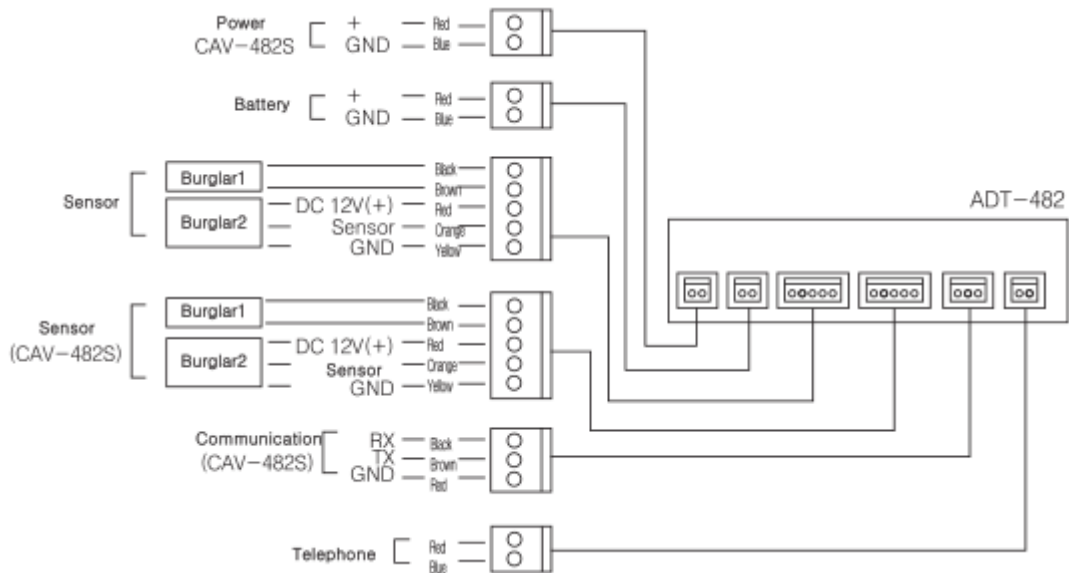 Power
CAV-482S
+ Red
GND Blue
Battery
+ Red
GND Blue
Sensor
Burglar1
Burglar2
Black
Brown
DC 12V(+) Red
Sensor Orange
GND Yellow
ADT-482
Sensor
(CAV-482S)
Burglar1
Burglar2
Black
Brown
DC 12V(+) Red
Sensor Orange
GND Yellow
Communication
(CAV-482S)
RX Black
TX Brown
GND Red
Telephone
Red
Blue